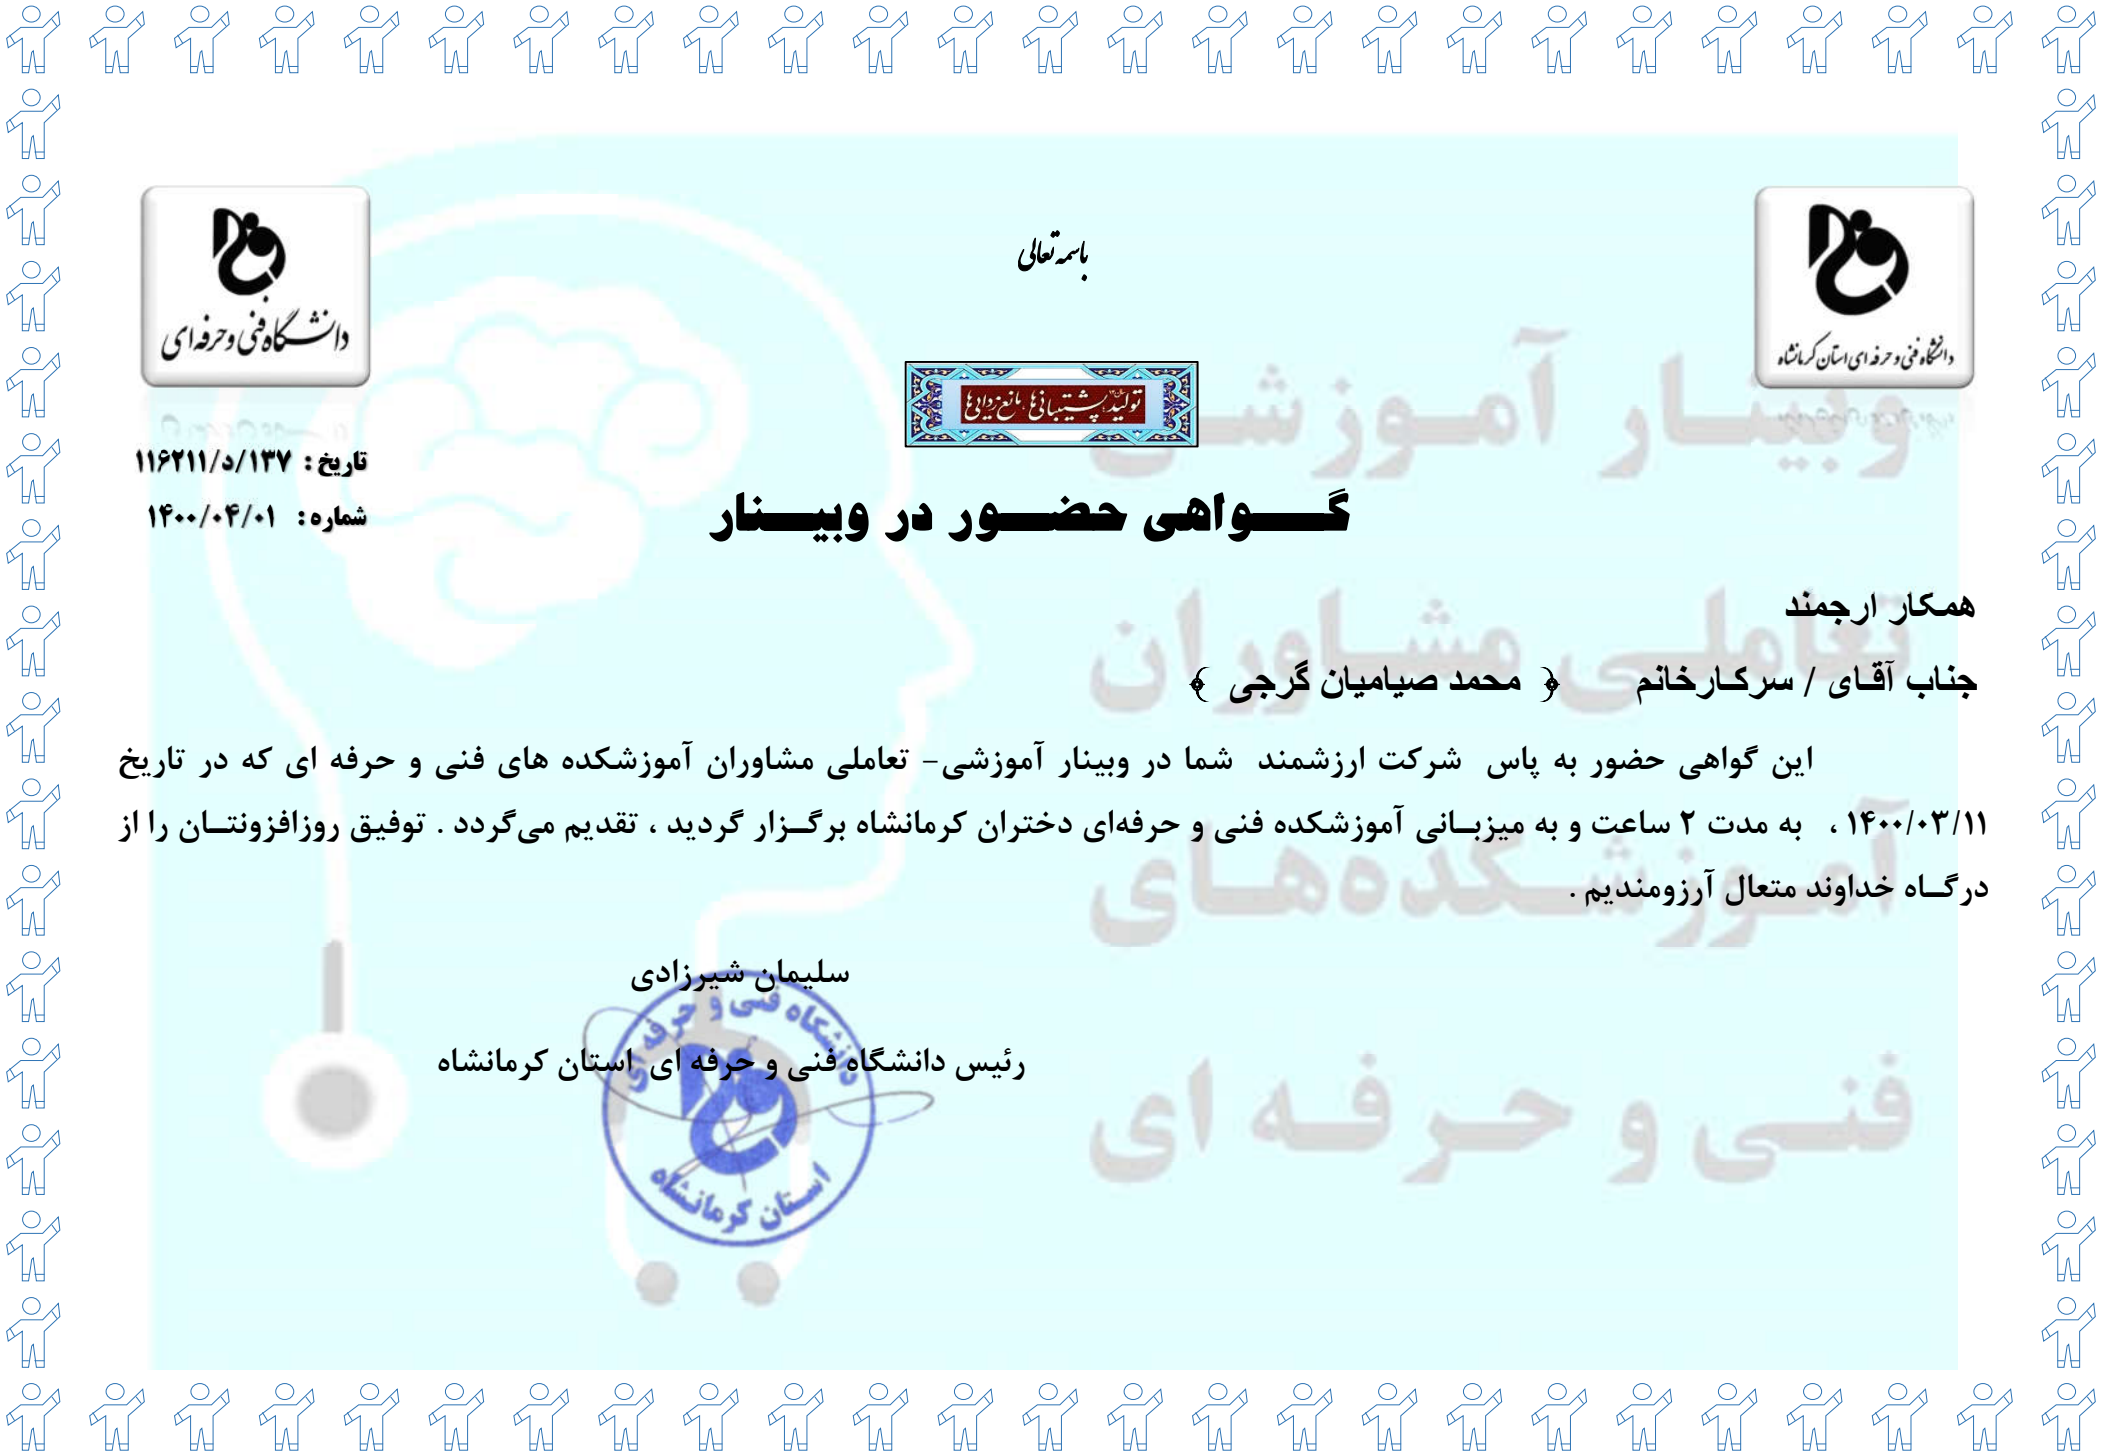 باسمه تعالی
دانشگاه فنی و حرفه ای استان کرمانشاه
دانشگاه فنی و حرفه ای
تولید؛ پشتیبانی‌ها، مانع‌زدایی‌ها
تاریخ : ۱۱۶۲۱۱/د/۱۳۷
شماره : ۱۴۰۰/۰۴/۰۱
گواهی حضور در وبینار
همکار ارجمند
جناب آقای / سرکارخانم ﴿ محمد صیامیان گرجی ﴾
این گواهی حضور به پاس شرکت ارزشمند شما در وبینار آموزشی- تعاملی مشاوران آموزشکده های فنی و حرفه ای که در تاریخ
۱۴۰۰/۰۳/۱۱ ، به مدت ۲ ساعت و به میزبانی آموزشکده فنی و حرفه‌ای دختران کرمانشاه برگزار گردید ، تقدیم می‌گردد . توفیق روزافزونتان را از
درگاه خداوند متعال آرزومندیم .
سلیمان شیرزادی
رئیس دانشگاه فنی و حرفه ای استان کرمانشاه
دانشگاه فنی و حرفه ای
استان کرمانشاه
وبینار آموزشی
تعاملی مشاوران
آموزشکده‌های
فنی و حرفه ای